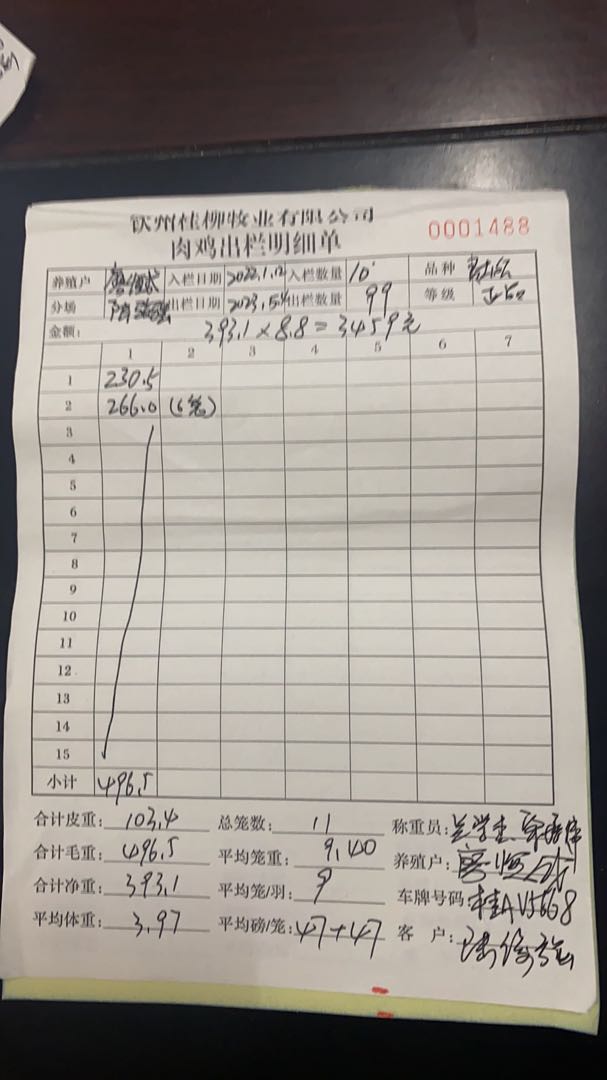 钦州桂柳牧业有限公司
肉鸡出栏明细单 0001488
养殖户 入栏日期 入栏数量 品种
分场 出栏日期 出栏数量 99 等级 正品
金额: 393.1×8.8=3459元
1 2 3 4 5 6 7
1 230.5
2 266.0 (6笼)
3
4
5
6
7
8
9
10
11
12
13
14
15
小计 496.5
合计皮重: 103.4 总笼数: 11 称重员:
合计毛重: 496.5 平均笼重: 9.40 养殖户:
合计净重: 393.1 平均笼/羽: 9 车牌号码:
平均体重: 3.97 平均磅/笼: 47+47 客 户: